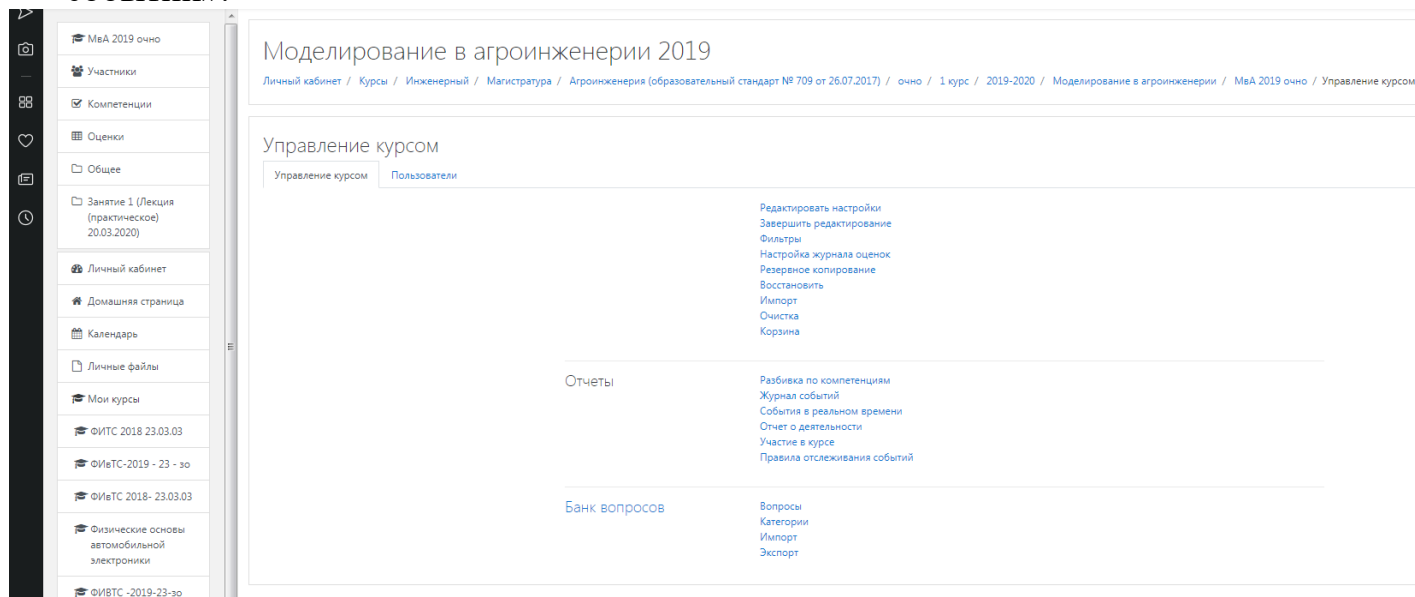 МвА 2019 очно
Участники
Компетенции
Оценки
Общее
Занятие 1 (Лекция
(практическое)
20.03.2020)
Личный кабинет
Домашняя страница
Календарь
Личные файлы
Мои курсы
ФИТС 2018 23.03.03
ФИвТС-2019 - 23 - зо
ФИвТС 2018- 23.03.03
Физические основы
автомобильной
электроники
ФИВТС -2019-23-зо
Моделирование в агроинженерии 2019
Личный кабинет / Курсы / Инженерный / Магистратура / Агроинженерия (образовательный стандарт № 709 от 26.07.2017) / очно / 1 курс / 2019-2020 / Моделирование в агроинженерии / МвА 2019 очно / Управление курсом
Управление курсом
Управление курсом Пользователи
Редактировать настройки
Завершить редактирование
Фильтры
Настройка журнала оценок
Резервное копирование
Восстановить
Импорт
Очистка
Корзина
Отчеты
Разбивка по компетенциям
Журнал событий
События в реальном времени
Отчет о деятельности
Участие в курсе
Правила отслеживания событий
Банк вопросов
Вопросы
Категории
Импорт
Экспорт